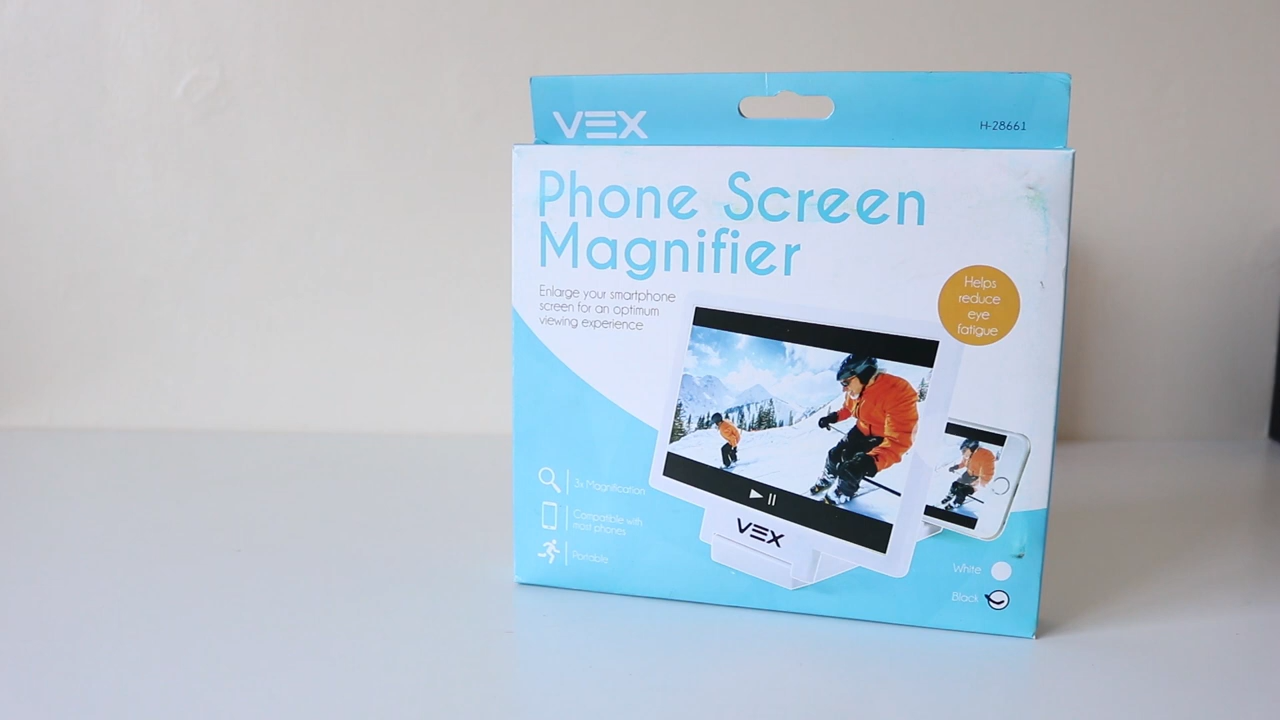 VEX
H-28661
Phone Screen
Magnifier
Enlarge your smartphone
screen for an optimum
viewing experience
Helps
reduce
eye
fatigue
3x Magnification
Compatible with
most phones
Portable
VEX
White
Black